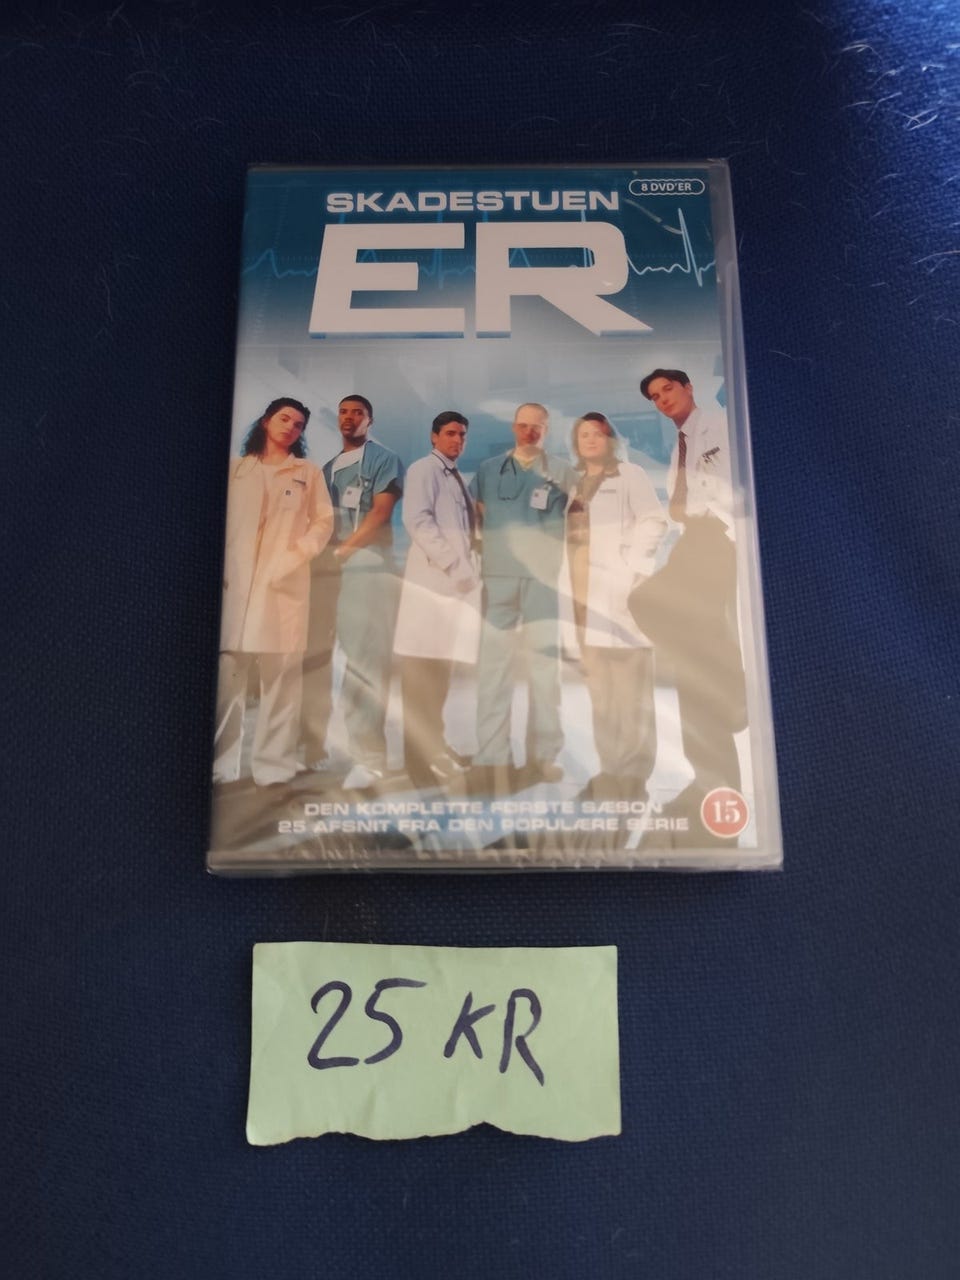 SKADESTUEN
8 DVD'ER
ER
DEN KOMPLETTE FØRSTE SÆSON
25 AFSNIT FRA DEN POPULÆRE SERIE
15
25 KR